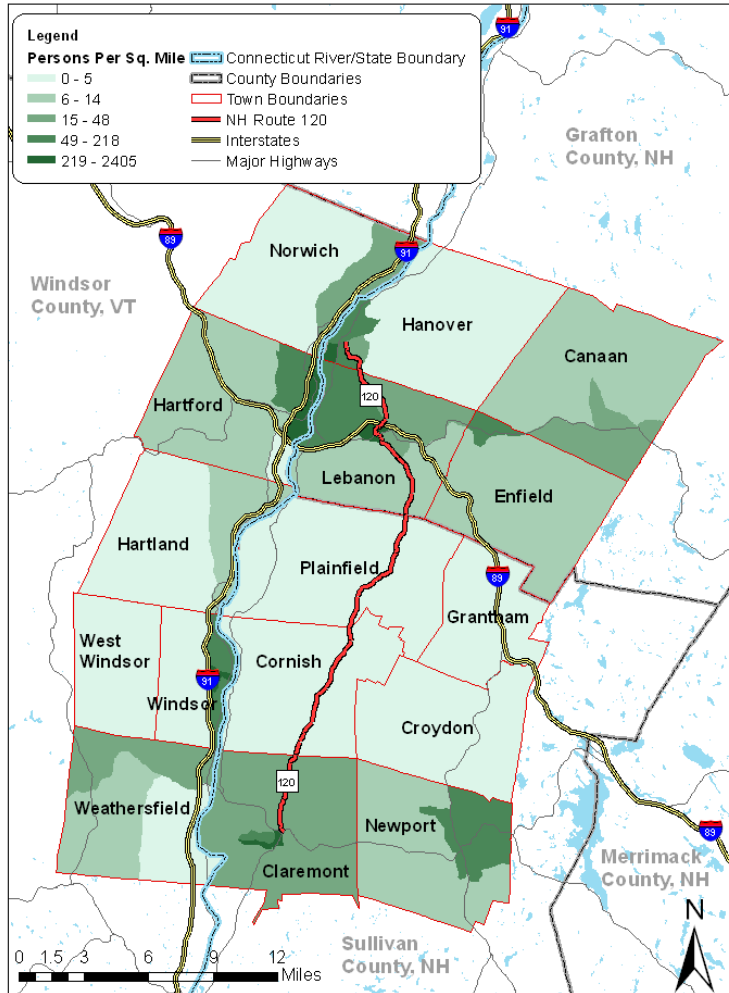 Legend
Persons Per Sq. Mile
0 - 5
6 - 14
15 - 48
49 - 218
219 - 2405
Connecticut River/State Boundary
County Boundaries
Town Boundaries
NH Route 120
Interstates
Major Highways
91
Grafton
County, NH
89
91
Norwich
Windsor
County, VT
Hanover
Canaan
120
Hartford
Lebanon
Enfield
Hartland
Plainfield
89
Grantham
West
Windsor
Cornish
91
Windsor
Croydon
120
Weathersfield
Newport
89
Merrimack
County, NH
Claremont
N
Sullivan
County, NH
0 1.5 3 6 9 12
Miles